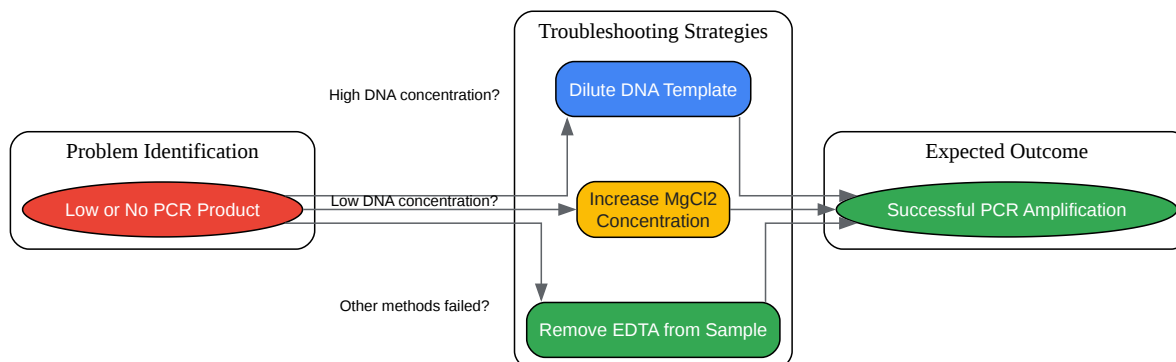 Troubleshooting Strategies
High DNA concentration?
Dilute DNA Template
Problem Identification
Expected Outcome
Low or No PCR Product
Low DNA concentration?
Increase MgCl2
Concentration
Successful PCR Amplification
Other methods failed?
Remove EDTA from Sample